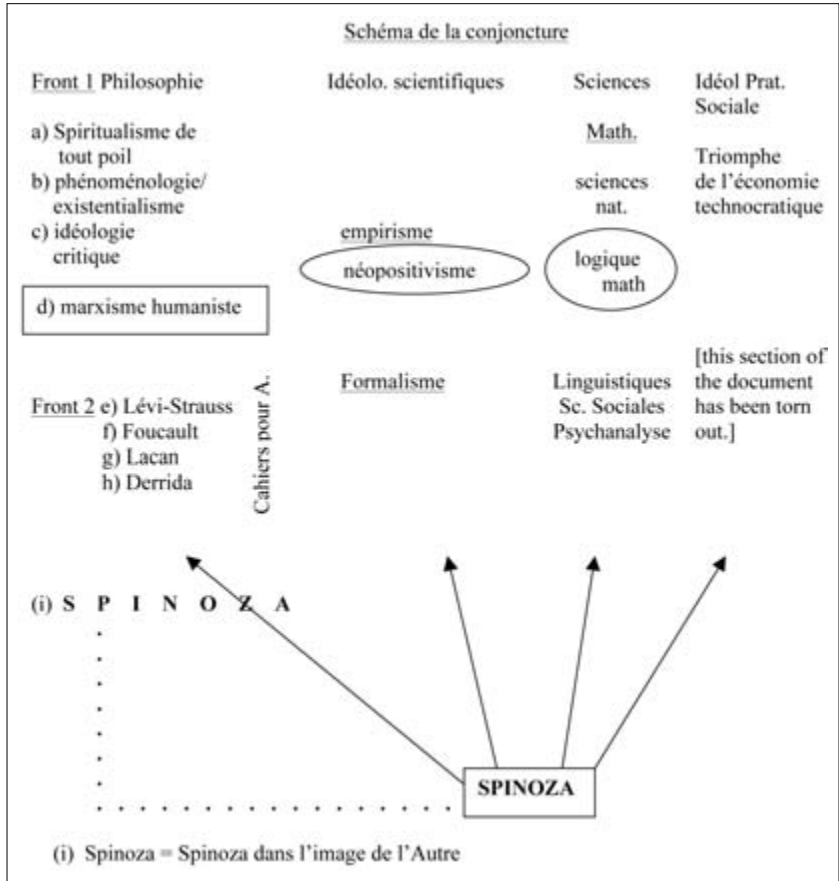 Schéma de la conjoncture
Front 1 Philosophie
a) Spiritualisme de
tout poil
b) phénoménologie/
existentialisme
c) idéologie
critique
d) marxisme humaniste
Front 2 e) Lévi-Strauss
f) Foucault
g) Lacan
h) Derrida
Cahiers pour A.
Idéolo. scientifiques
empirisme
néopositivisme
Formalisme
Sciences
Math.
sciences
nat.
logique
math
Linguistiques
Sc. Sociales
Psychanalyse
Idéol Prat.
Sociale
Triomphe
de l'économie
technocratique
[this section of
the document
has been torn
out.]
(i) S P I N O Z A
SPINOZA
(i) Spinoza = Spinoza dans l'image de l'Autre